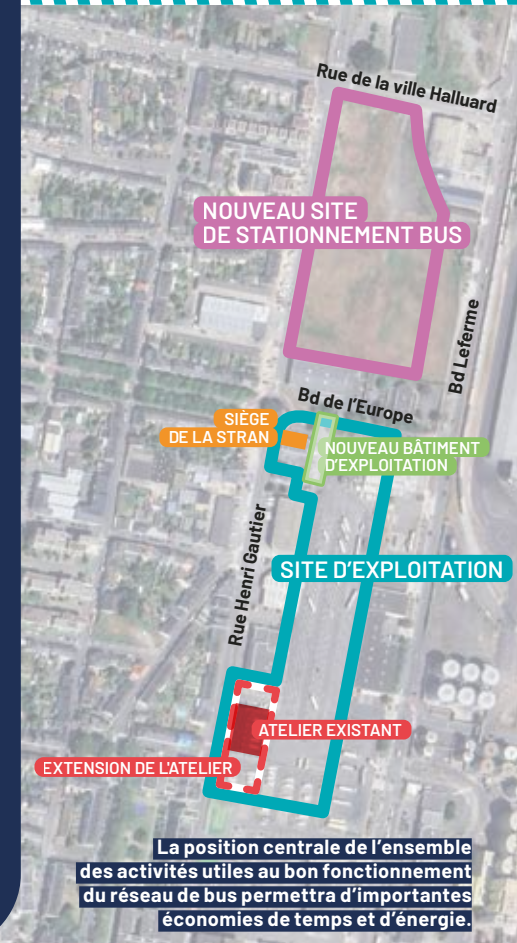 Rue de la ville Halluard
NOUVEAU SITE
DE STATIONNEMENT BUS
Bd Leferme
Bd de l'Europe
SIÈGE
DE LA STRAN
NOUVEAU BÂTIMENT
D'EXPLOITATION
Rue Henri Gautier
SITE D'EXPLOITATION
ATELIER EXISTANT
EXTENSION DE L'ATELIER
La position centrale de l'ensemble
des activités utiles au bon fonctionnement
du réseau de bus permettra d'importantes
économies de temps et d'énergie.